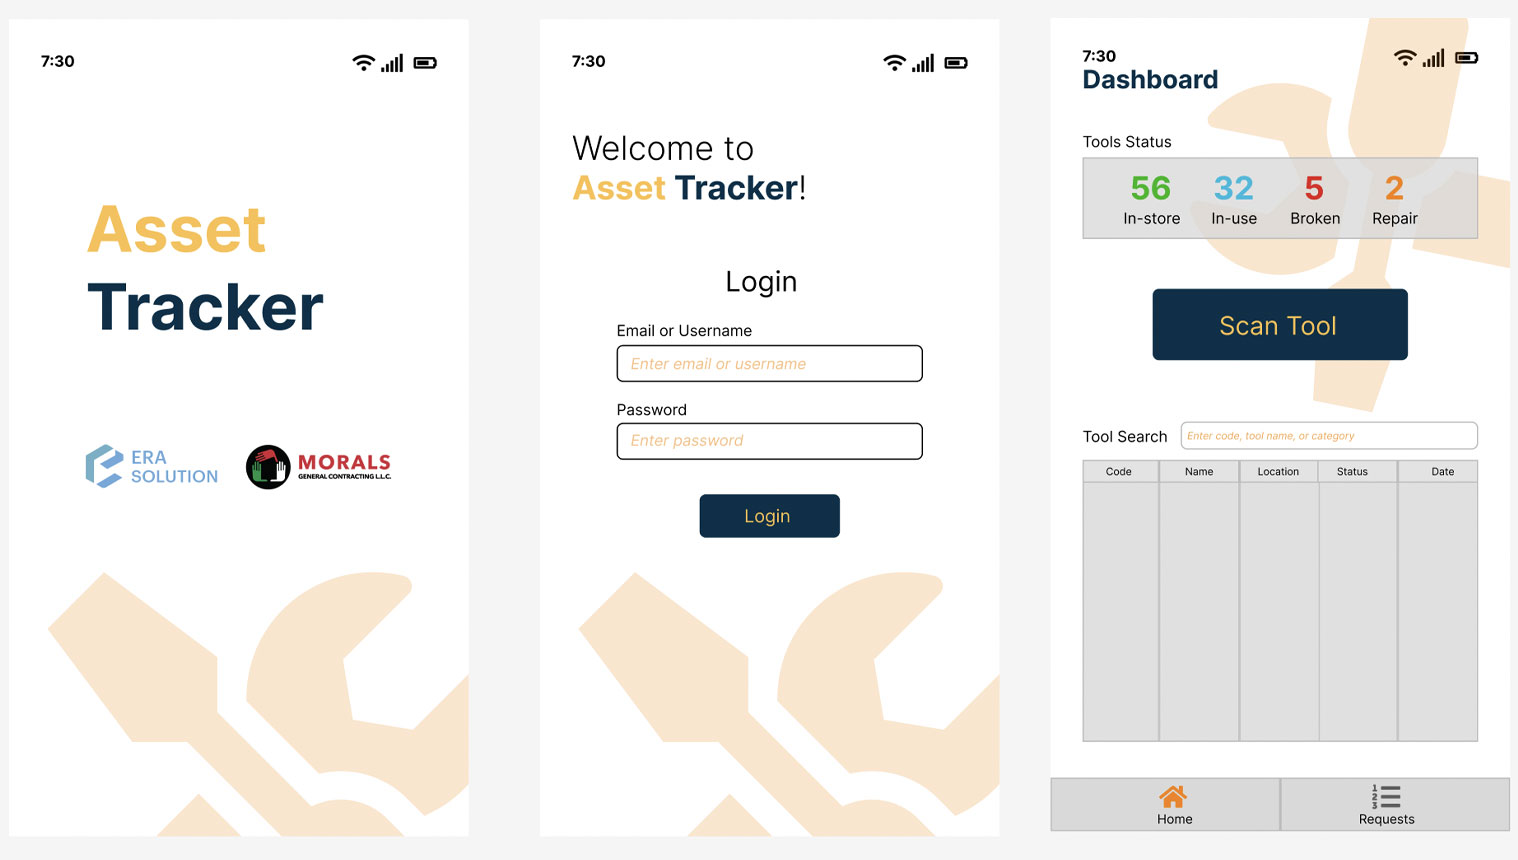 7:30
Asset
Tracker
ERA
SOLUTION
MORALS
GENERAL CONTRACTING L.L.C.
7:30
Welcome to
Asset Tracker!
Login
Email or Username
Enter email or username
Password
Enter password
Login
7:30
Dashboard
Tools Status
56 32 5 2
In-store In-use Broken Repair
Scan Tool
Tool Search Enter code, tool name, or category
Code Name Location Status Date
1
2
3
Home Requests